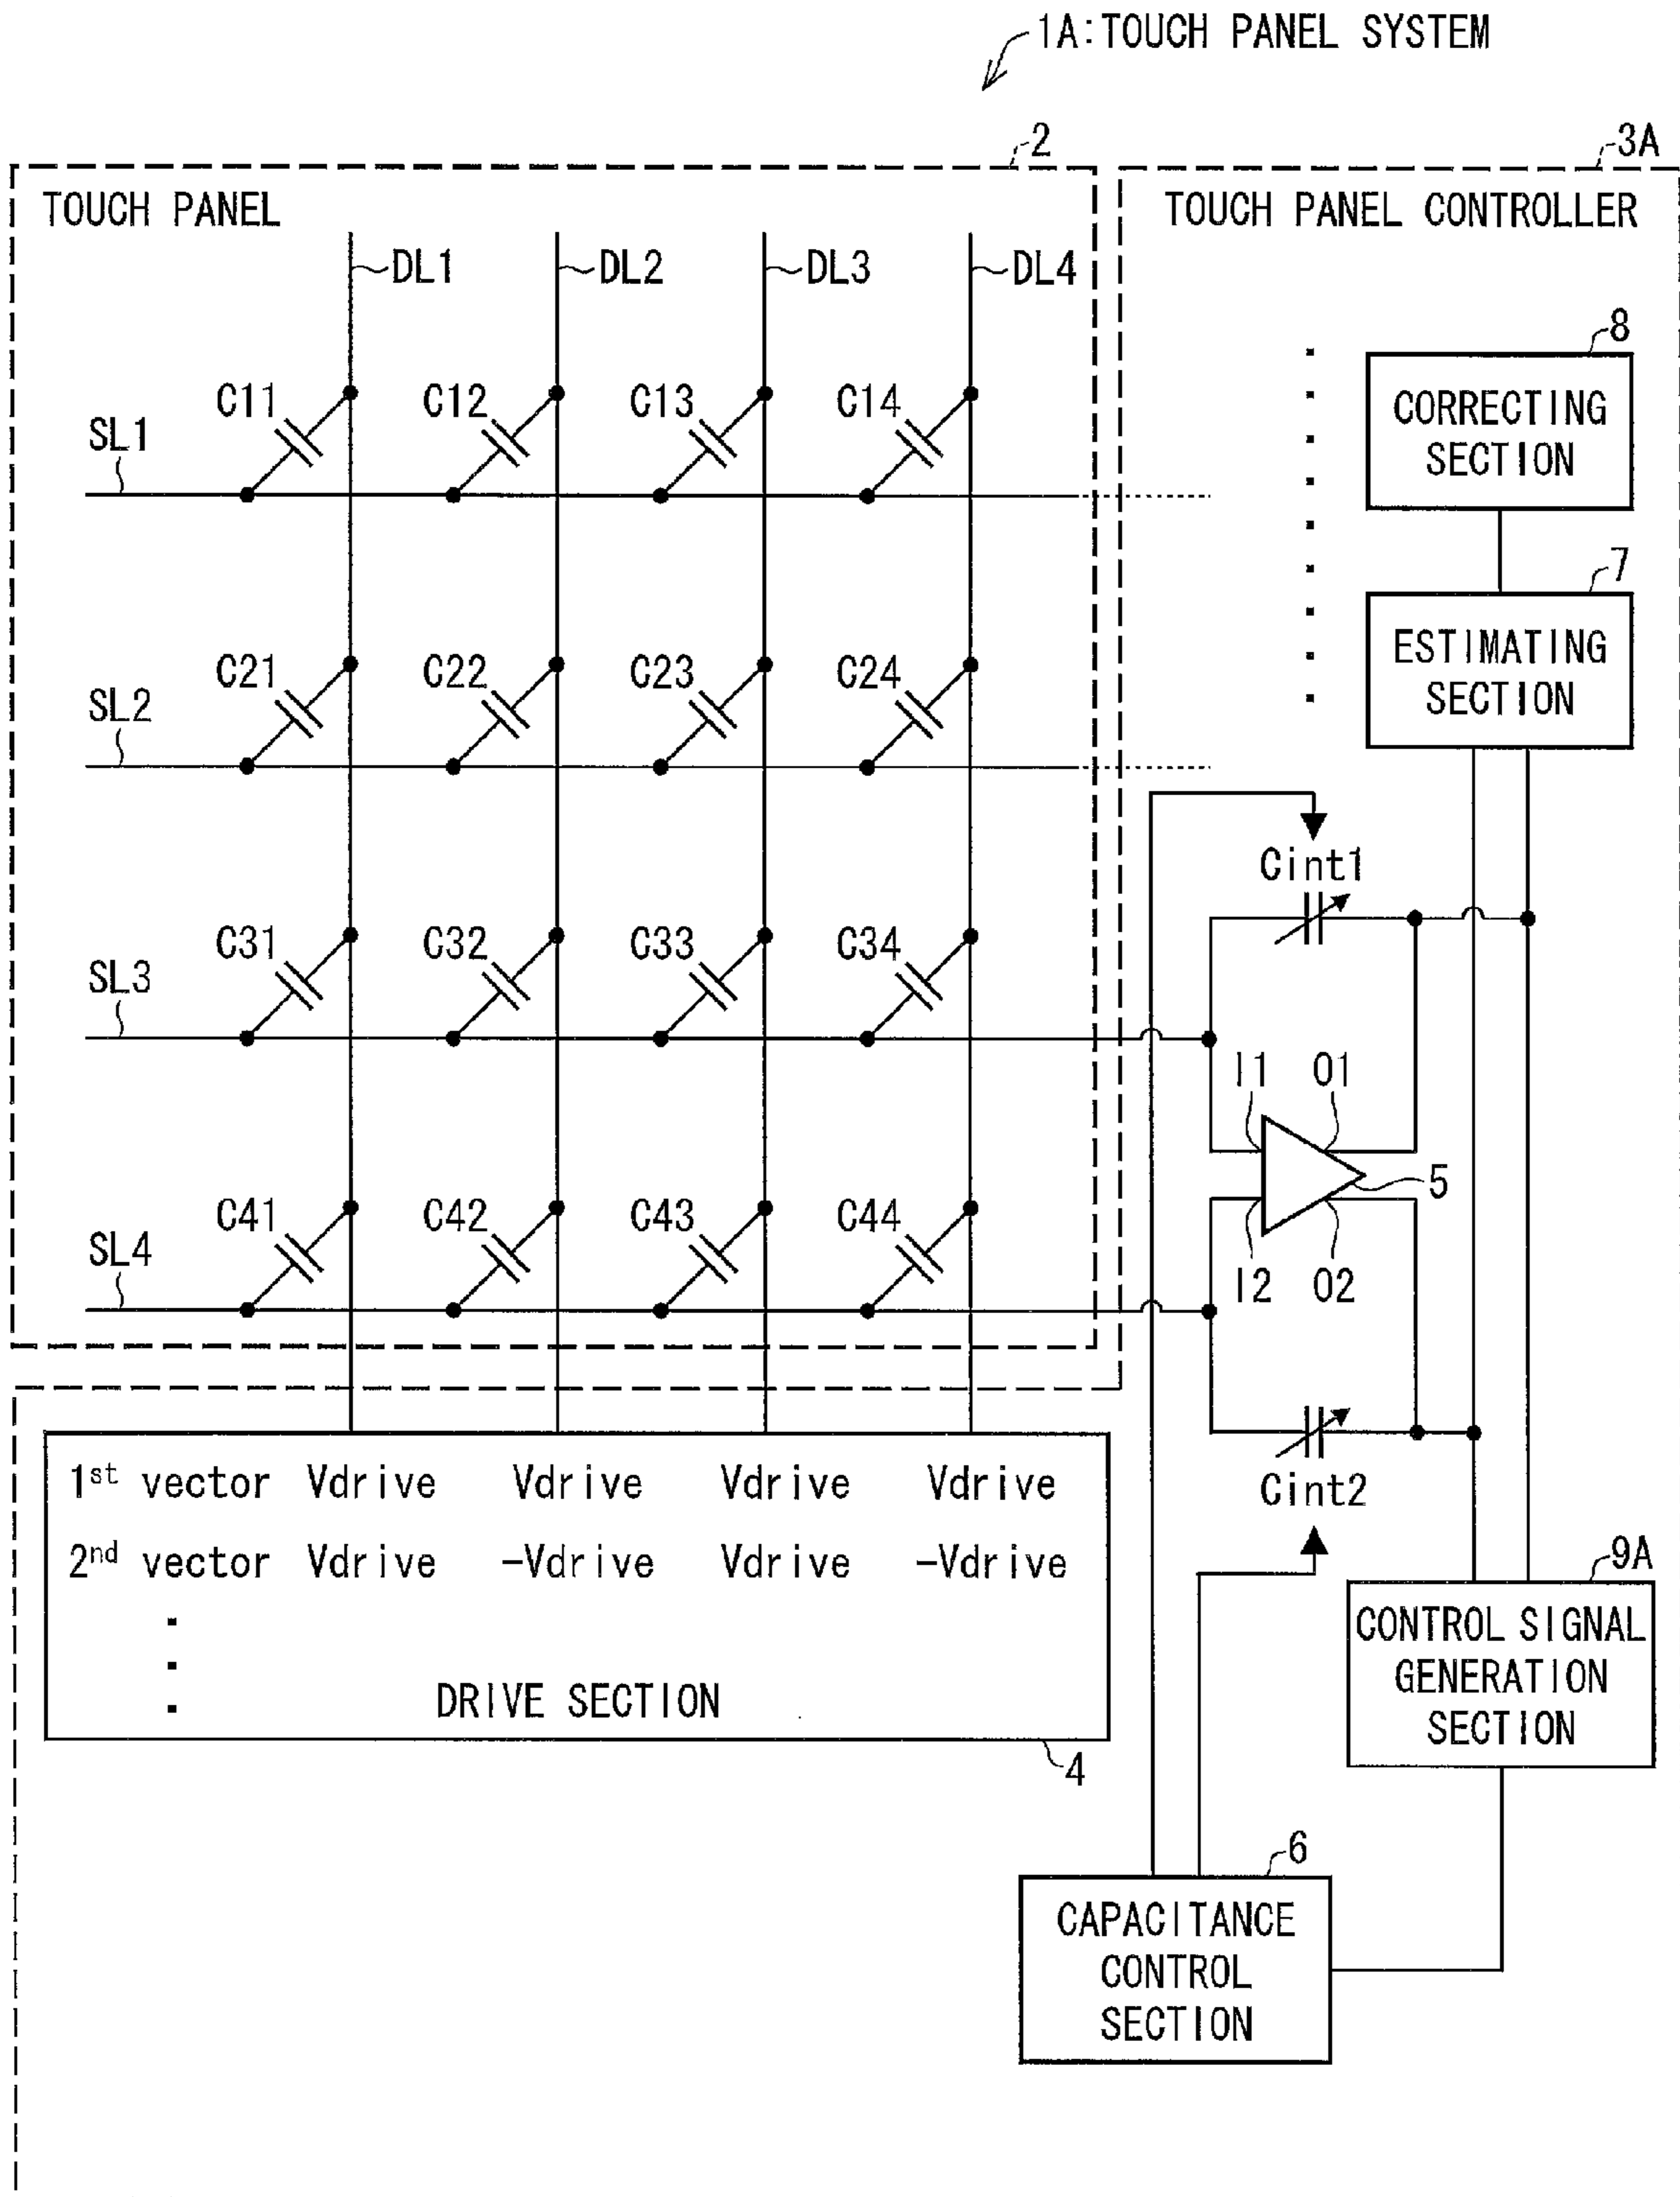 1A:TOUCH PANEL SYSTEM
2
3A
TOUCH PANEL
TOUCH PANEL CONTROLLER
DL1
DL2
DL3
DL4
8
CORRECTING
SECTION
C11
C12
C13
C14
SL1
7
ESTIMATING
SECTION
C21
C22
C23
C24
SL2
Cint1
C31
C32
C33
C34
SL3
I1
O1
5
C41
C42
C43
C44
SL4
I2
O2
1st vector Vdrive Vdrive Vdrive Vdrive
2nd vector Vdrive -Vdrive Vdrive -Vdrive
DRIVE SECTION
4
Cint2
9A
CONTROL SIGNAL
GENERATION
SECTION
6
CAPACITANCE
CONTROL
SECTION